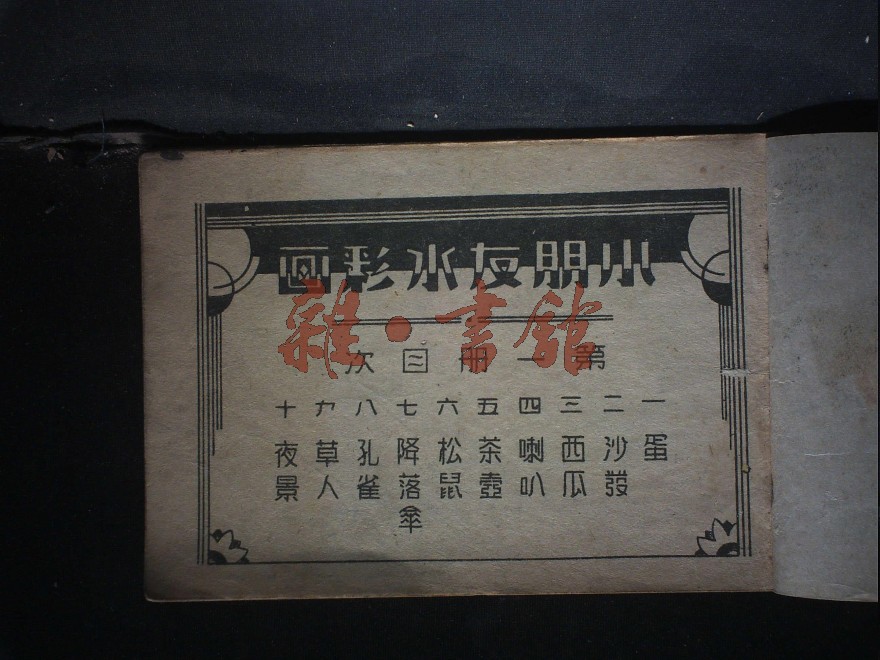 小朋友水彩画
雜·書館
第一册目次
一 蛋
二 沙發
三 西瓜
四 喇叭
五 茶壺
六 松鼠
七 降落傘
八 孔雀
九 草人
十 夜景